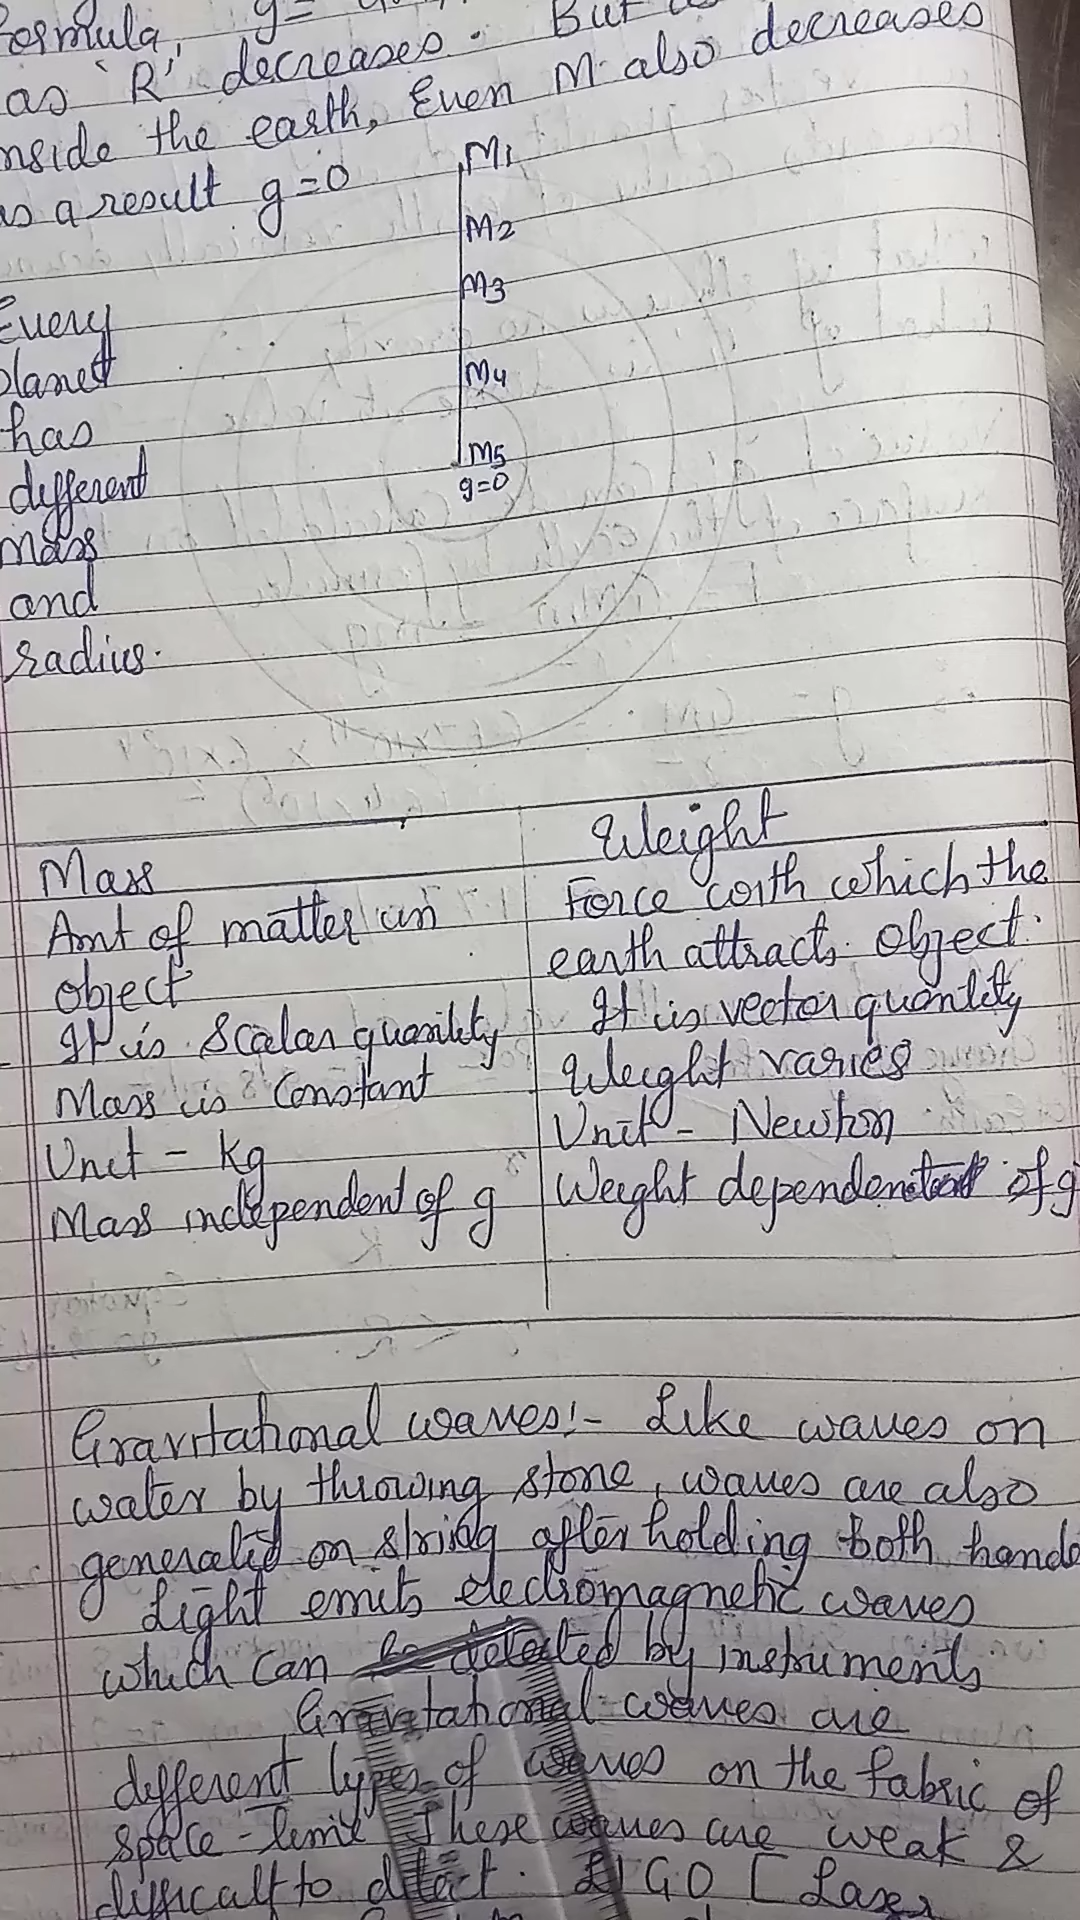 formula, g=
as 'R' decreases. But
inside the earth, Even M also decreases
as a result g=0
M1
M2
M3
M4
M5
g=0
Every
planet
has
different
mass
and
radius.
Mass
Amt of matter in
object
It is Scalar quantity
Mass is Constant
Unit - Kg
Mass independent of g
Weight
Force with which the
earth attracts object.
It is vector quantity
Weight varies
Unit - Newton
Weight dependent of g
Gravitational waves:- Like waves on
water by throwing stone, waves are also
generated on string after holding both hands
Light emits electromagnetic waves
which can be detected by instruments
Gravitational waves are
different types of waves on the fabric of
space-time These waves are weak &
difficult to detect. LIGO [Laser